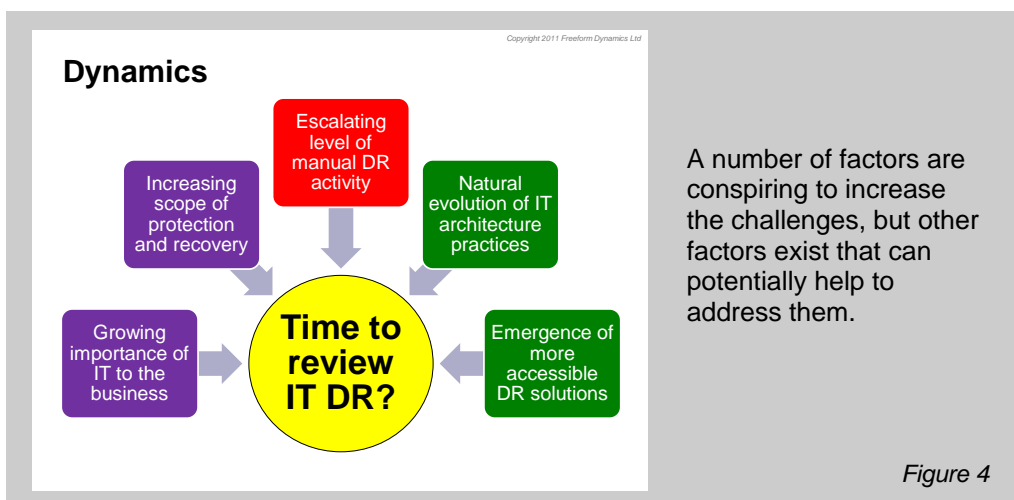 Copyright 2011 Freeform Dynamics Ltd
Dynamics
Escalating
level of
manual DR
activity
Increasing
scope of
protection
and recovery
Natural
evolution of IT
architecture
practices
Growing
importance of
IT to the
business
Time to
review
IT DR?
Emergence of
more
accessible
DR solutions
A number of factors are
conspiring to increase
the challenges, but other
factors exist that can
potentially help to
address them.
Figure 4